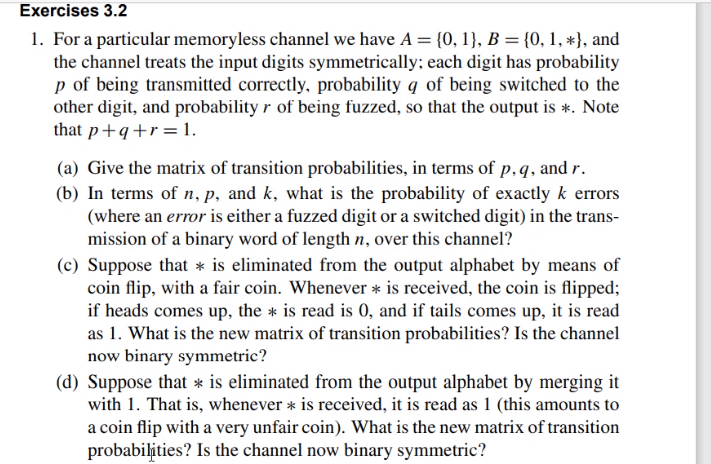 Exercises 3.2
1. For a particular memoryless channel we have A = {0, 1}, B = {0, 1, *}, and
the channel treats the input digits symmetrically; each digit has probability
p of being transmitted correctly, probability q of being switched to the
other digit, and probability r of being fuzzed, so that the output is *. Note
that p+q+r = 1.
(a) Give the matrix of transition probabilities, in terms of p, q, and r.
(b) In terms of n, p, and k, what is the probability of exactly k errors
(where an error is either a fuzzed digit or a switched digit) in the trans-
mission of a binary word of length n, over this channel?
(c) Suppose that * is eliminated from the output alphabet by means of
coin flip, with a fair coin. Whenever * is received, the coin is flipped;
if heads comes up, the * is read is 0, and if tails comes up, it is read
as 1. What is the new matrix of transition probabilities? Is the channel
now binary symmetric?
(d) Suppose that * is eliminated from the output alphabet by merging it
with 1. That is, whenever * is received, it is read as 1 (this amounts to
a coin flip with a very unfair coin). What is the new matrix of transition
probabilities? Is the channel now binary symmetric?